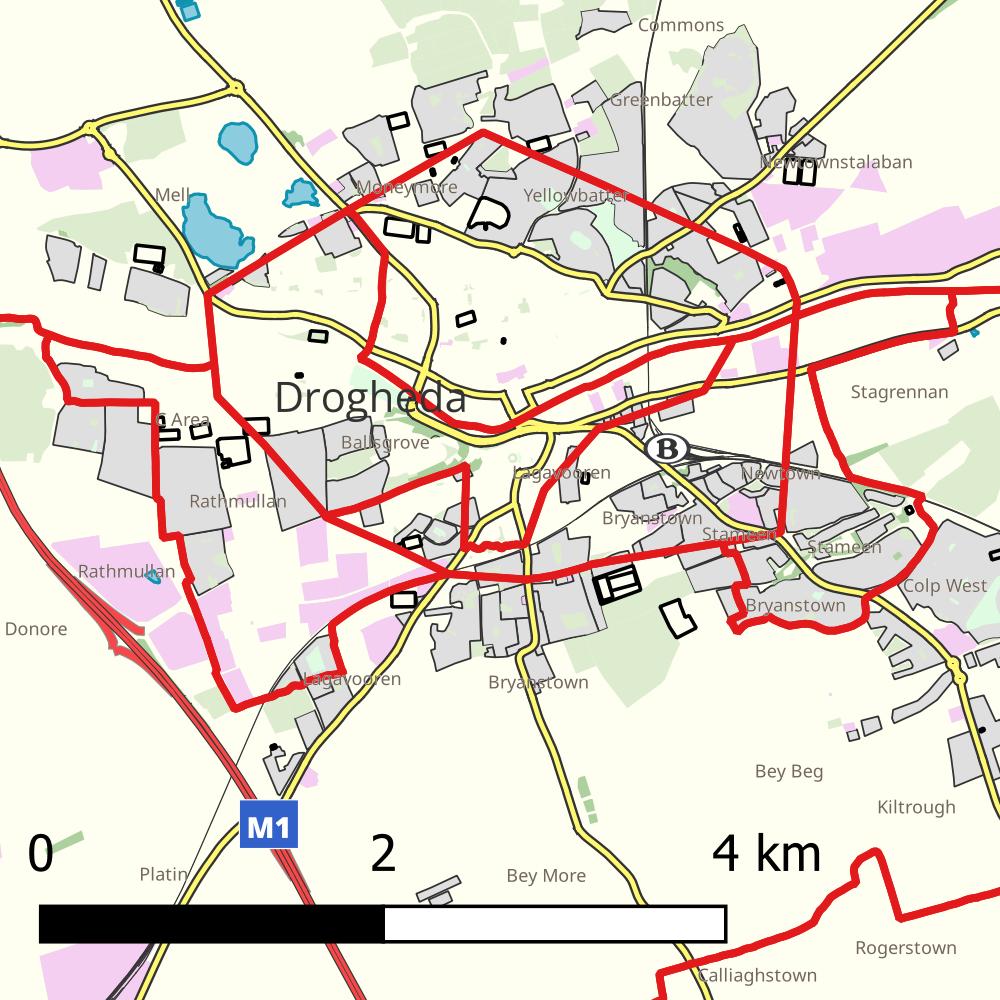 Commons
Greenbatter
Newtownstalaban
Mell
Moneymore
Yellowbatter
Drogheda
Stagrennan
C Area
Ballsgrove
B
Lagavooren
Newtown
Rathmullan
Bryanstown
Stameen
Stameen
Rathmullan
Colp West
Bryanstown
Donore
Lagavooren
Bryanstown
Bey Beg
Kiltrough
M1
0 2 4 km
Platin
Bey More
Rogerstown
Calliaghstown